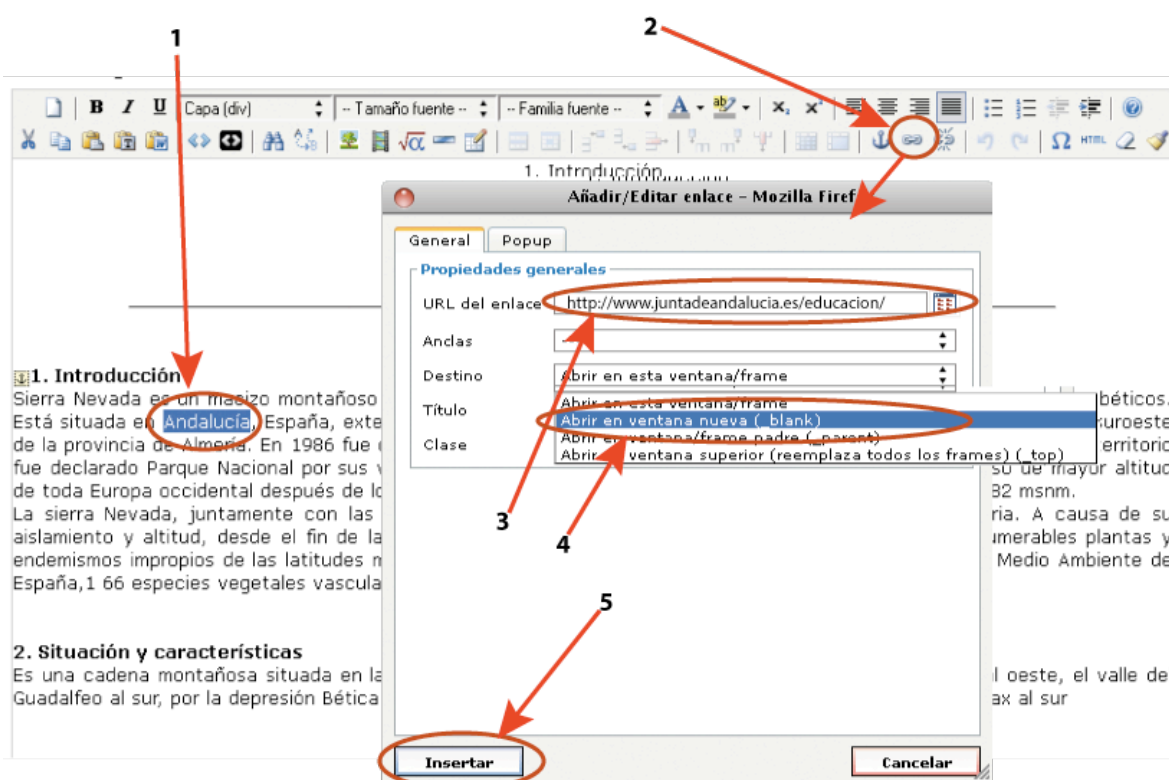 1
2
B I U Capa (div) -- Tamaño fuente -- -- Familia fuente --
HTML
1. Introducción
Añadir/Editar enlace – Mozilla Firef
General Popup
Propiedades generales
URL del enlace http://www.juntadeandalucia.es/educacion/
Anclas ---
Destino Abrir en esta ventana/frame
Título Abrir en esta ventana/frame
Abrir en ventana nueva (_blank)
Clase Abrir en ventana/frame padre (_parent)
Abrir en ventana superior (reemplaza todos los frames) (_top)
3
4
5
Insertar Cancelar
1. Introducción
Sierra Nevada es un macizo montañoso béticos.
Está situada en Andalucía, España, exte uroeste
de la provincia de Almería. En 1986 fue erritorio
fue declarado Parque Nacional por sus de mayor altitud
de toda Europa occidental después de lo 82 msnm.
La sierra Nevada, juntamente con las ria. A causa de su
aislamiento y altitud, desde el fin de la umerables plantas y
endemismos impropios de las latitudes Medio Ambiente de
España,1 66 especies vegetales vascula
2. Situación y características
Es una cadena montañosa situada en la l oeste, el valle de
Guadalfeo al sur, por la depresión Bética ax al sur